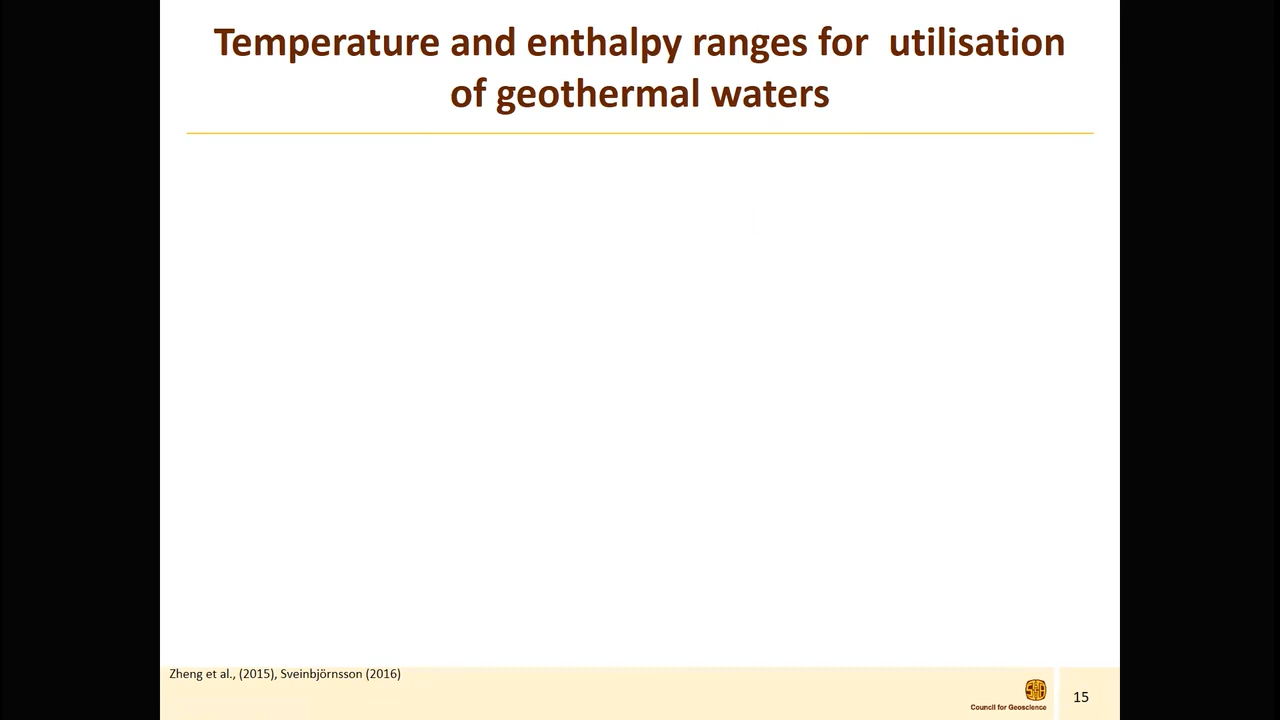 Temperature and enthalpy ranges for  utilisation
of geothermal waters
Zheng et al., (2015), Sveinbjörnsson (2016)
Council for Geoscience
15